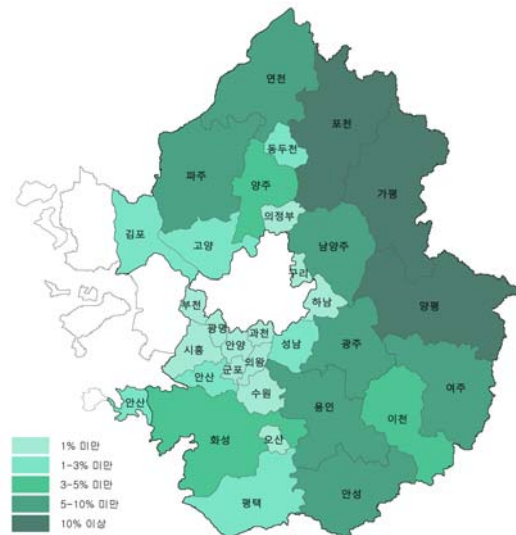 연천
포천
동두천
파주
양주
가평
의정부
김포
고양
남양주
구리
양평
부천
하남
광명
과천
시흥
안양
성남
광주
의왕
안산
군포
여주
수원
안산
용인
이천
화성
오산
평택
안성
1% 미만
1-3% 미만
3-5% 미만
5-10% 미만
10% 이상